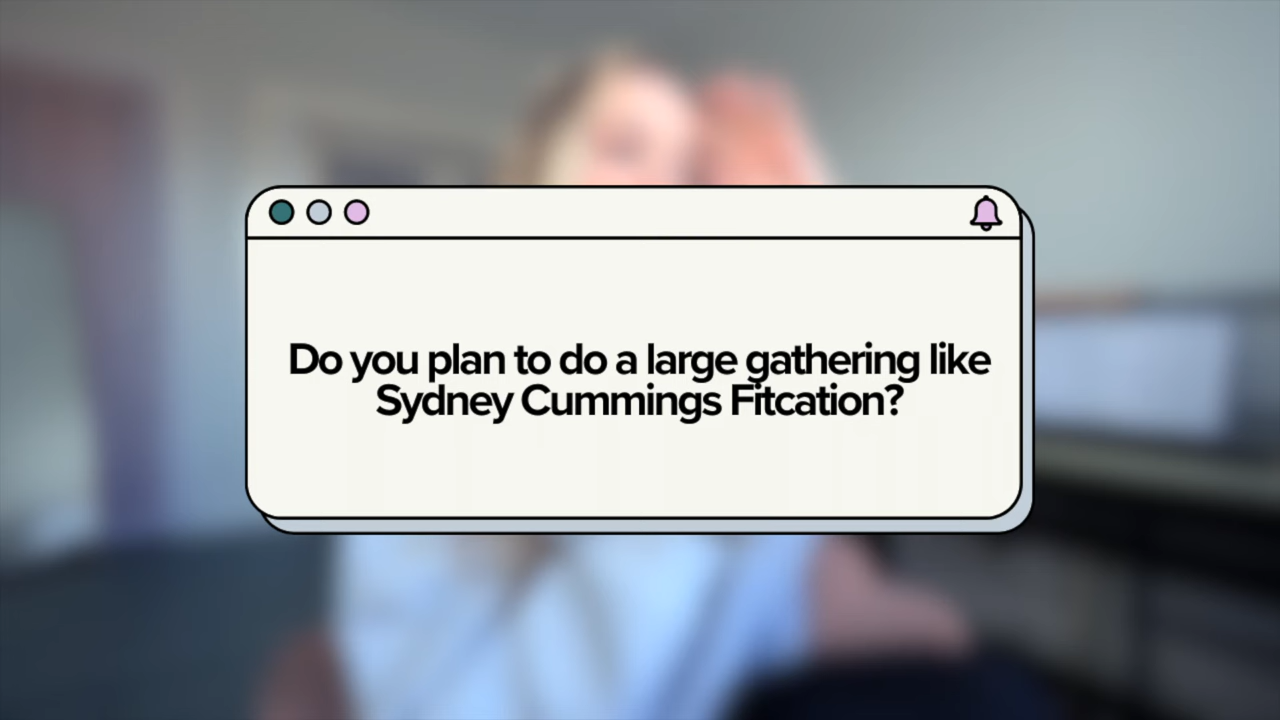 Do you plan to do a large gathering like
Sydney Cummings Fitcation?